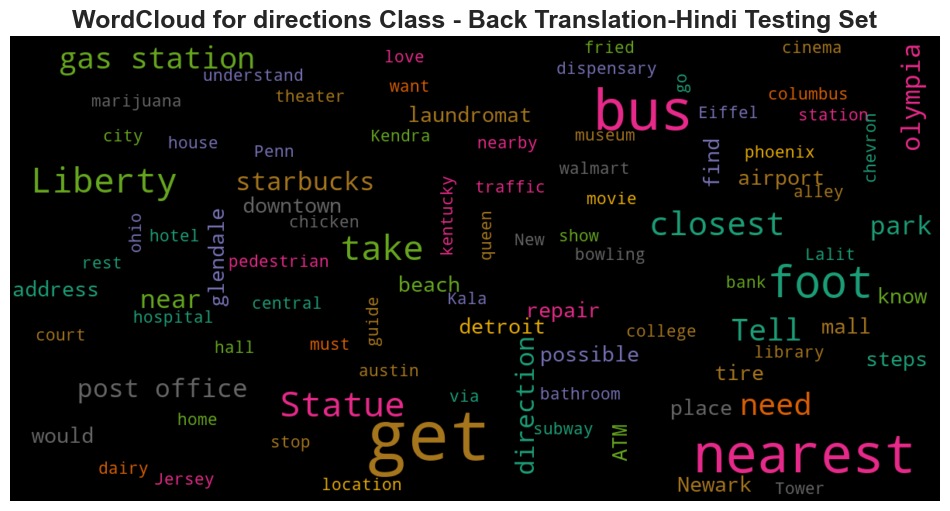 WordCloud for directions Class - Back Translation-Hindi Testing Set
gas station
understand
love
fried
cinema
dispensary
go
olympia
marijuana
theater
want
bus
columbus
Eiffel
station
laundromat
city
house
Kendra
nearby
museum
chevron
Penn
find
phoenix
walmart
Liberty
starbucks
traffic
airport
alley
downtown
movie
kentucky
ohio
hotel
glendale
chicken
queen
New
show
closest
park
rest
pedestrian
take
bowling
Lalit
address
near
central
beach
Kala
bank
foot
know
hospital
guide
repair
court
detroit
college
Tell
mall
hall
must
direction
possible
library
steps
austin
tire
post office
Statue
via
bathroom
place
need
home
get
subway
ATM
would
stop
nearest
dairy
Jersey
location
Newark
Tower